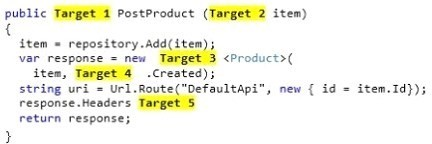 public Target 1 PostProduct (Target 2 item)
{
item = repository.Add(item);
var response = new Target 3 <Product>(
item, Target 4 .Created);
string uri = Url.Route("DefaultApi", new { id = item.Id});
response.Headers Target 5
return response;
}